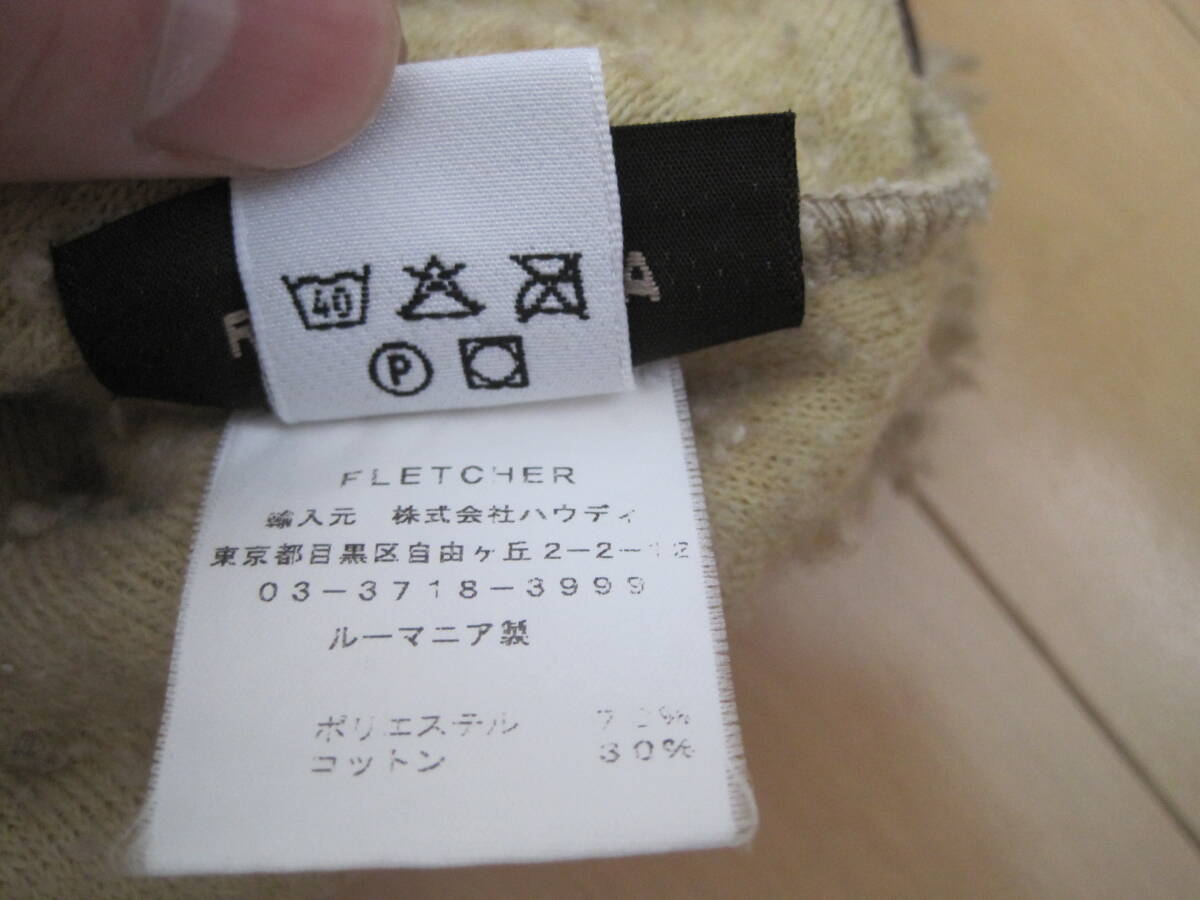 40
P
FLETCHER
輸入元 株式会社ハウディ
東京都目黒区自由ヶ丘2-2-12
03-3718-3999
ルーマニア製
ポリエステル 70%
コットン 30%